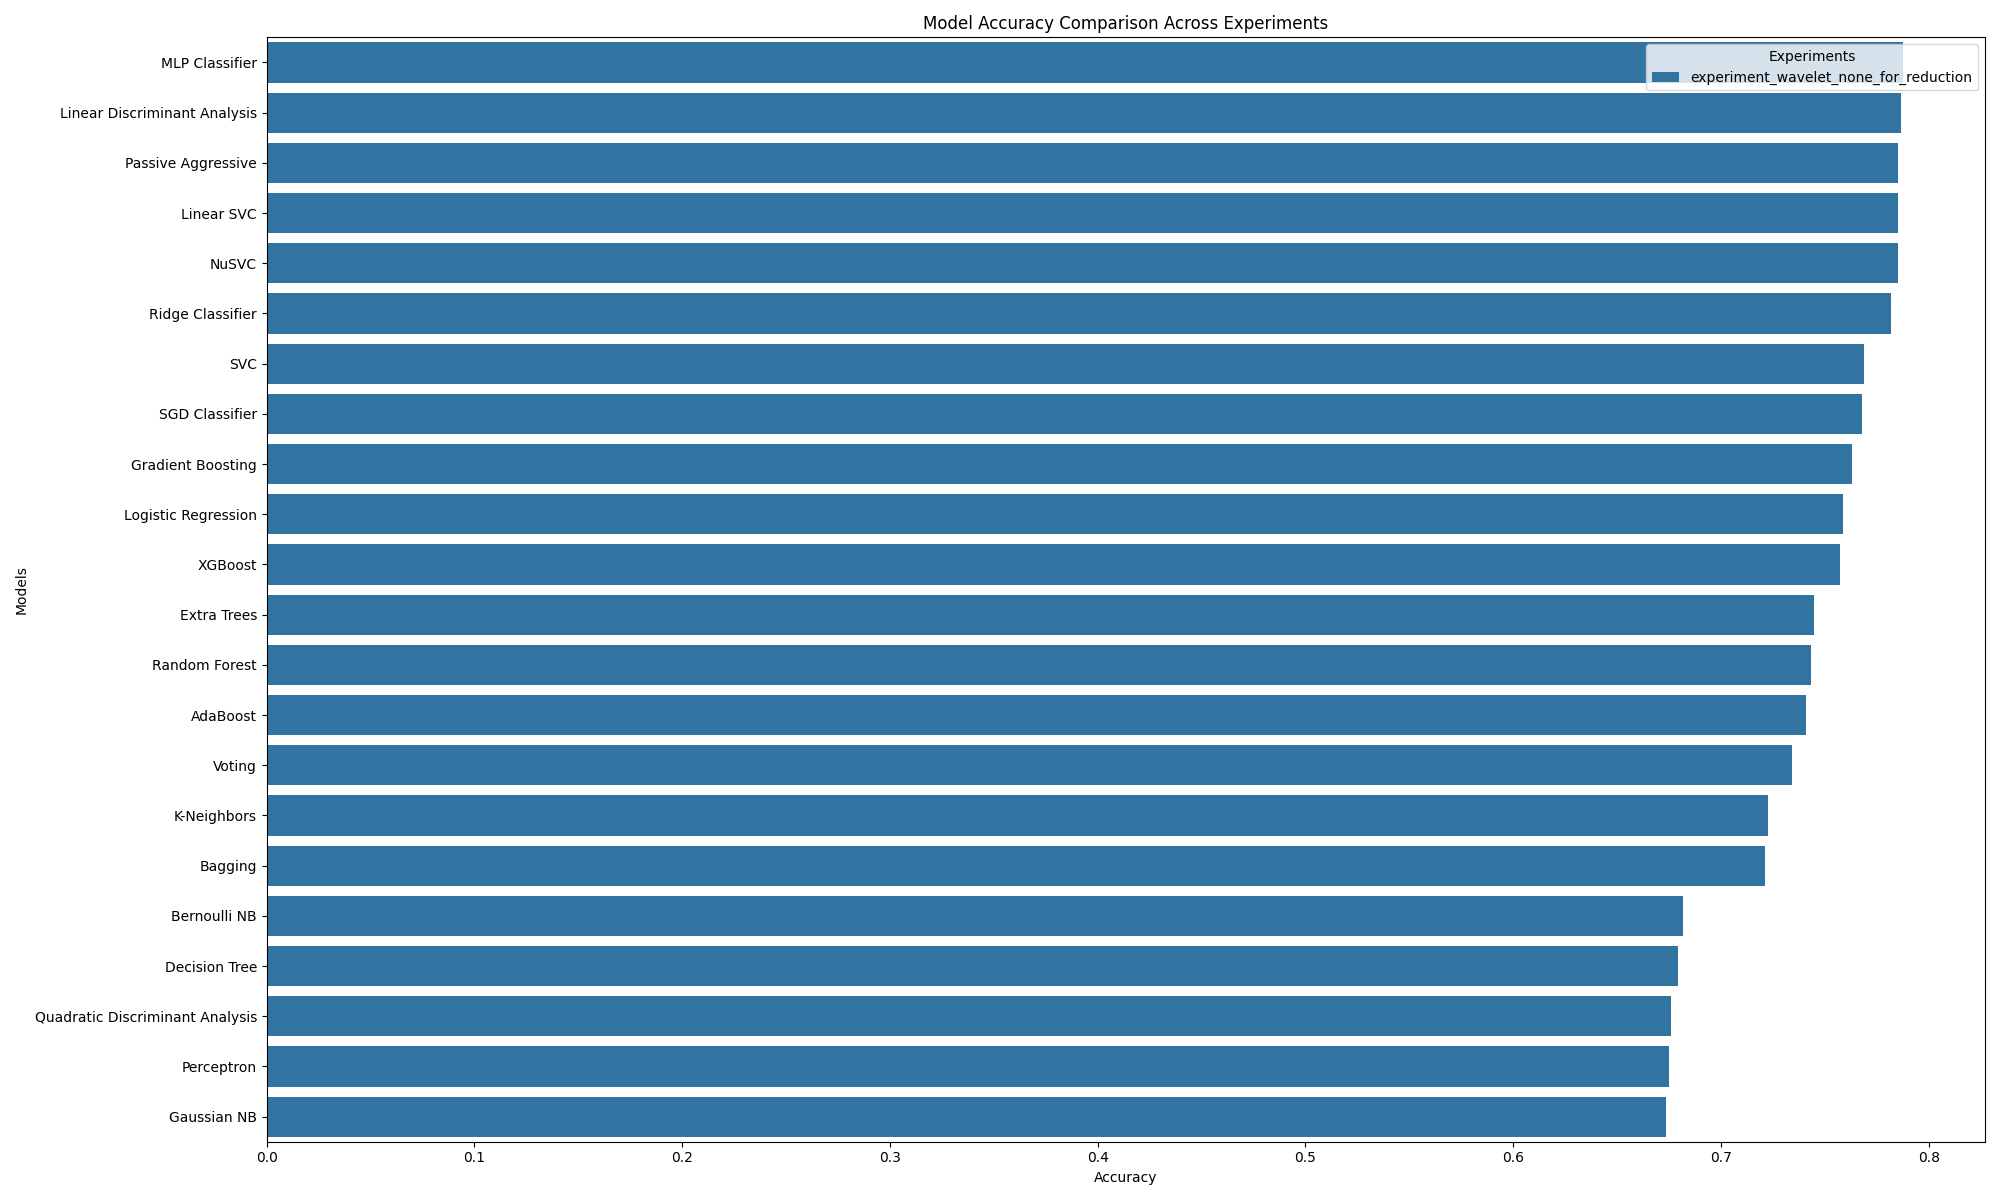 Model Accuracy Comparison Across Experiments
Experiments
experiment_wavelet_none_for_reduction
Models
MLP Classifier
Linear Discriminant Analysis
Passive Aggressive
Linear SVC
NuSVC
Ridge Classifier
SVC
SGD Classifier
Gradient Boosting
Logistic Regression
XGBoost
Extra Trees
Random Forest
AdaBoost
Voting
K-Neighbors
Bagging
Bernoulli NB
Decision Tree
Quadratic Discriminant Analysis
Perceptron
Gaussian NB
0.0 0.1 0.2 0.3 0.4 0.5 0.6 0.7 0.8
Accuracy